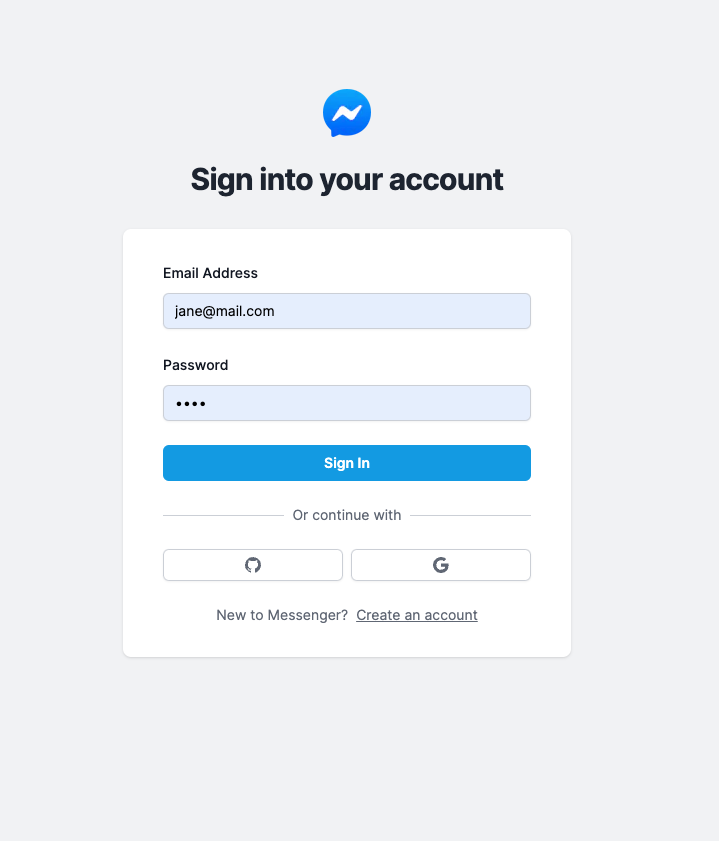 Sign into your account
Email Address
jane@mail.com
Password
••••
Sign In
Or continue with
New to Messenger? Create an account